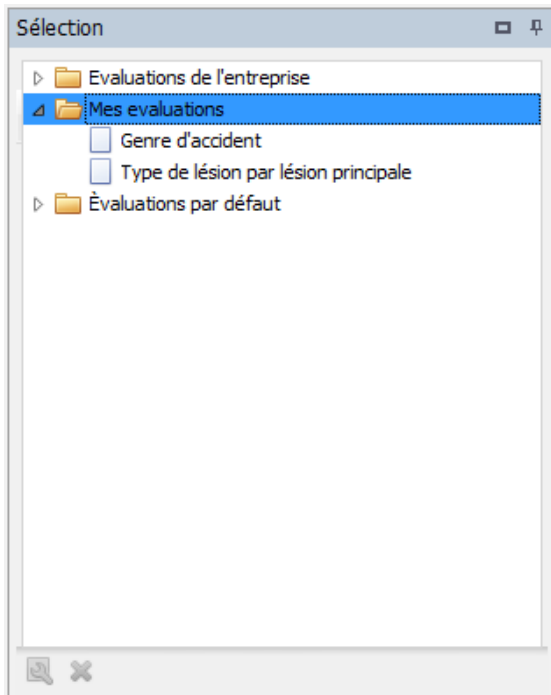 Sélection
Evaluations de l'entreprise
Mes evaluations
Genre d'accident
Type de lésion par lésion principale
Èvaluations par défaut